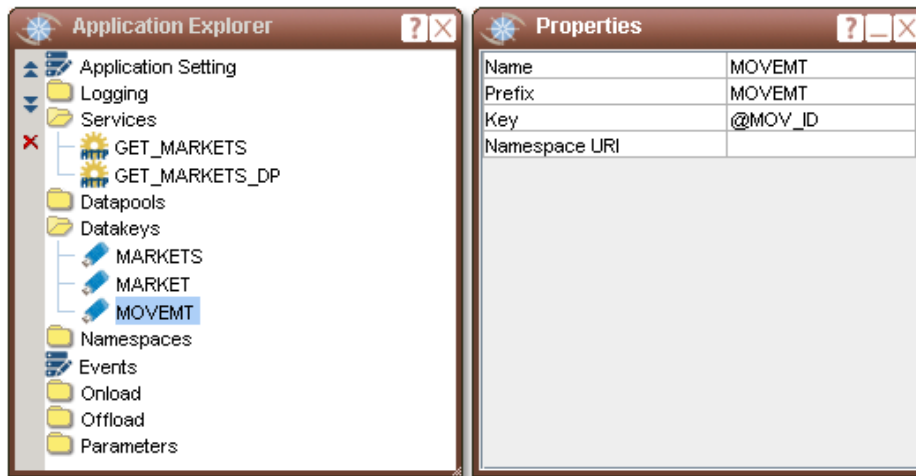 Application Explorer
Application Setting
Logging
Services
GET_MARKETS
GET_MARKETS_DP
Datapools
Datakeys
MARKETS
MARKET
MOVEMT
Namespaces
Events
Onload
Offload
Parameters
Properties
Name MOVEMT
Prefix MOVEMT
Key @MOV_ID
Namespace URI